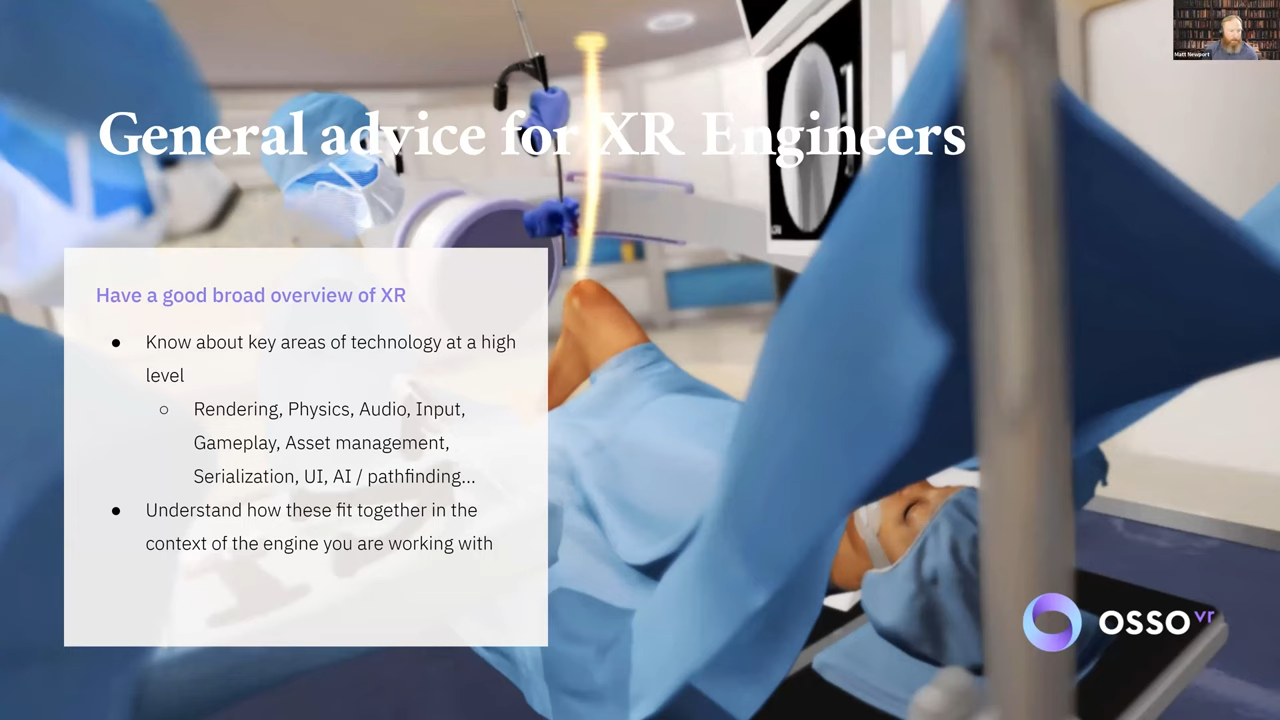 Matt Newport
General advice for XR Engineers
Have a good broad overview of XR
● Know about key areas of technology at a high
level
○ Rendering, Physics, Audio, Input,
Gameplay, Asset management,
Serialization, UI, AI / pathfinding...
● Understand how these fit together in the
context of the engine you are working with
OSSO vr